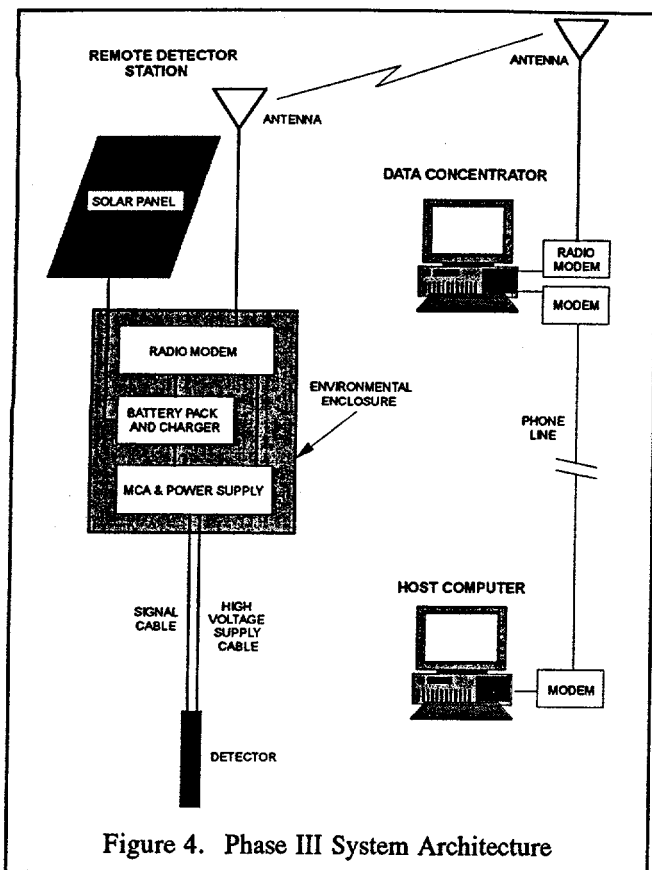 REMOTE DETECTOR
STATION
ANTENNA
ANTENNA
SOLAR PANEL
DATA CONCENTRATOR
RADIO
MODEM
MODEM
RADIO MODEM
BATTERY PACK
AND CHARGER
MCA & POWER SUPPLY
ENVIRONMENTAL
ENCLOSURE
PHONE
LINE
SIGNAL
CABLE
HIGH
VOLTAGE
SUPPLY
CABLE
HOST COMPUTER
MODEM
DETECTOR
Figure 4. Phase III System Architecture